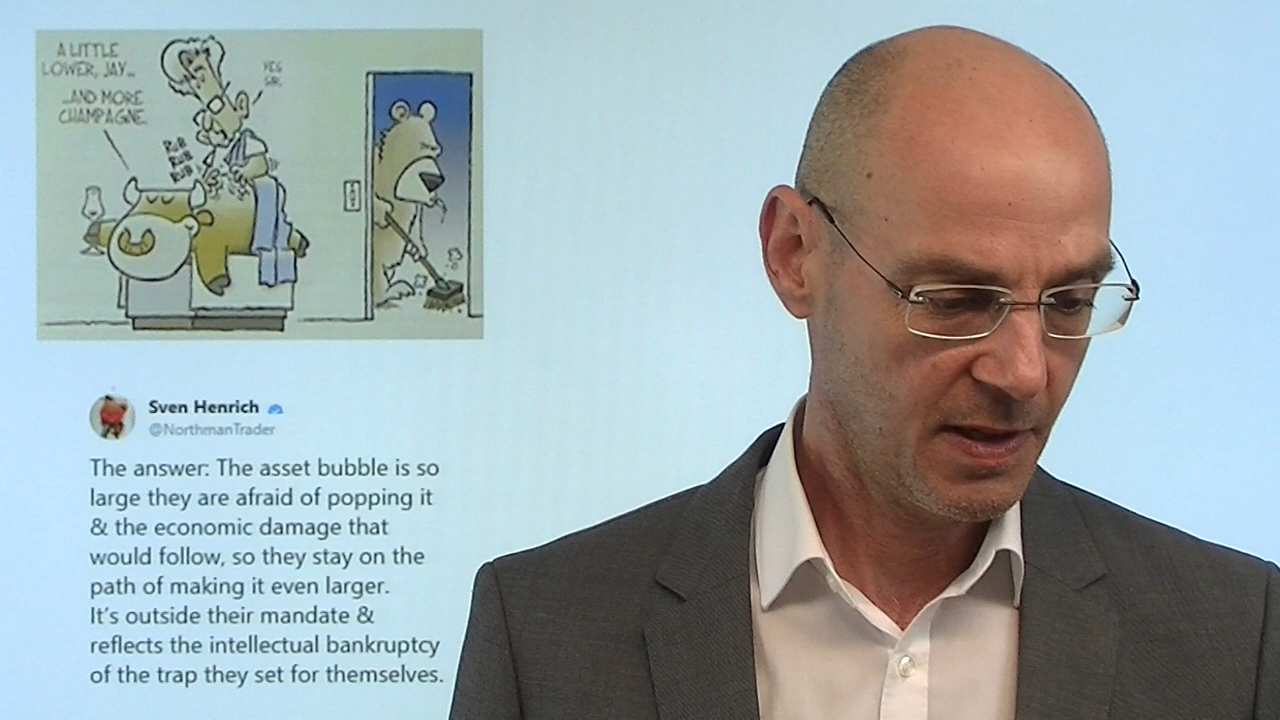 A LITTLE
LOWER, JAY...
YES
SIR.
...AND MORE
CHAMPAGNE.
RUB
RUB
RUB
Sven Henrich
@NorthmanTrader
The answer: The asset bubble is so
large they are afraid of popping it
& the economic damage that
would follow, so they stay on the
path of making it even larger.
It's outside their mandate &
reflects the intellectual bankruptcy
of the trap they set for themselves.